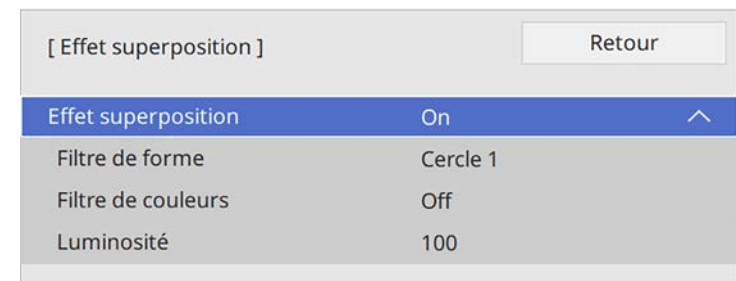 [ Effet superposition ] Retour
Effet superposition On
Filtre de forme Cercle 1
Filtre de couleurs Off
Luminosité 100